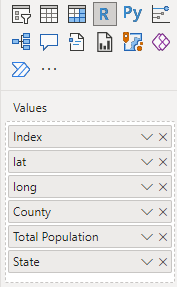 R Py
Values
Index
lat
long
County
Total Population
State